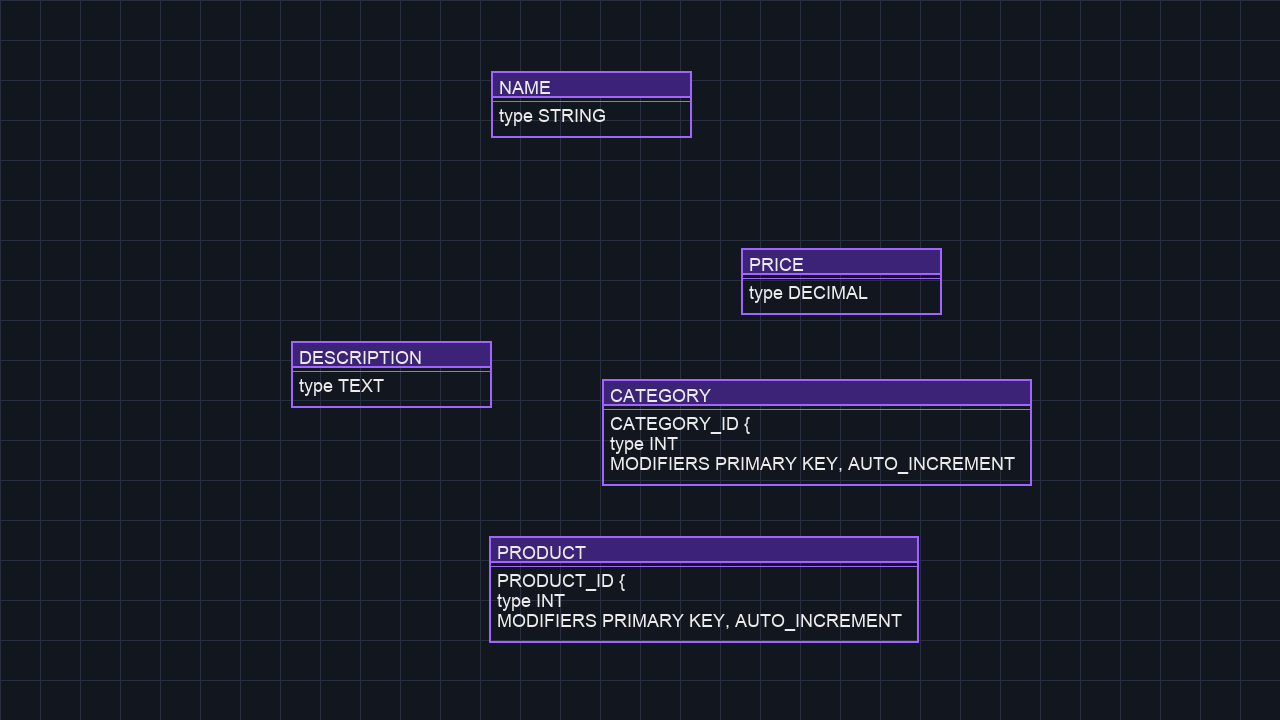 NAME
type STRING
PRICE
type DECIMAL
DESCRIPTION
type TEXT
CATEGORY
CATEGORY_ID {
type INT
MODIFIERS PRIMARY KEY, AUTO_INCREMENT
PRODUCT
PRODUCT_ID {
type INT
MODIFIERS PRIMARY KEY, AUTO_INCREMENT